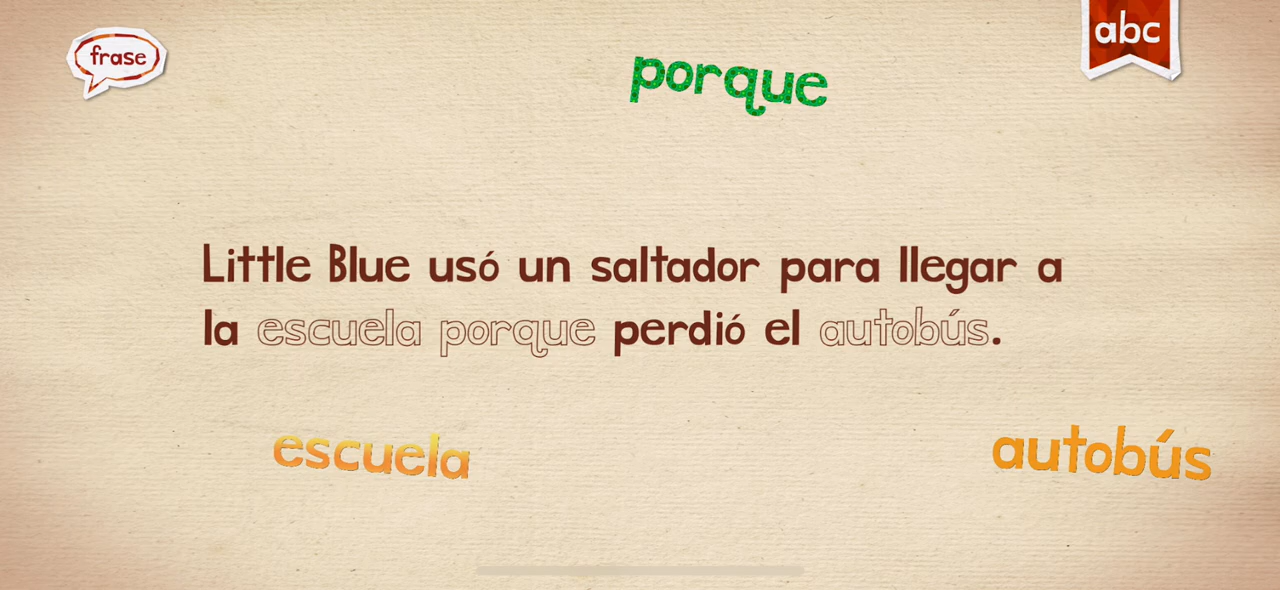 frase
abc
porque
Little Blue usó un saltador para llegar a
la escuela porque perdió el autobús.
escuela
autobús